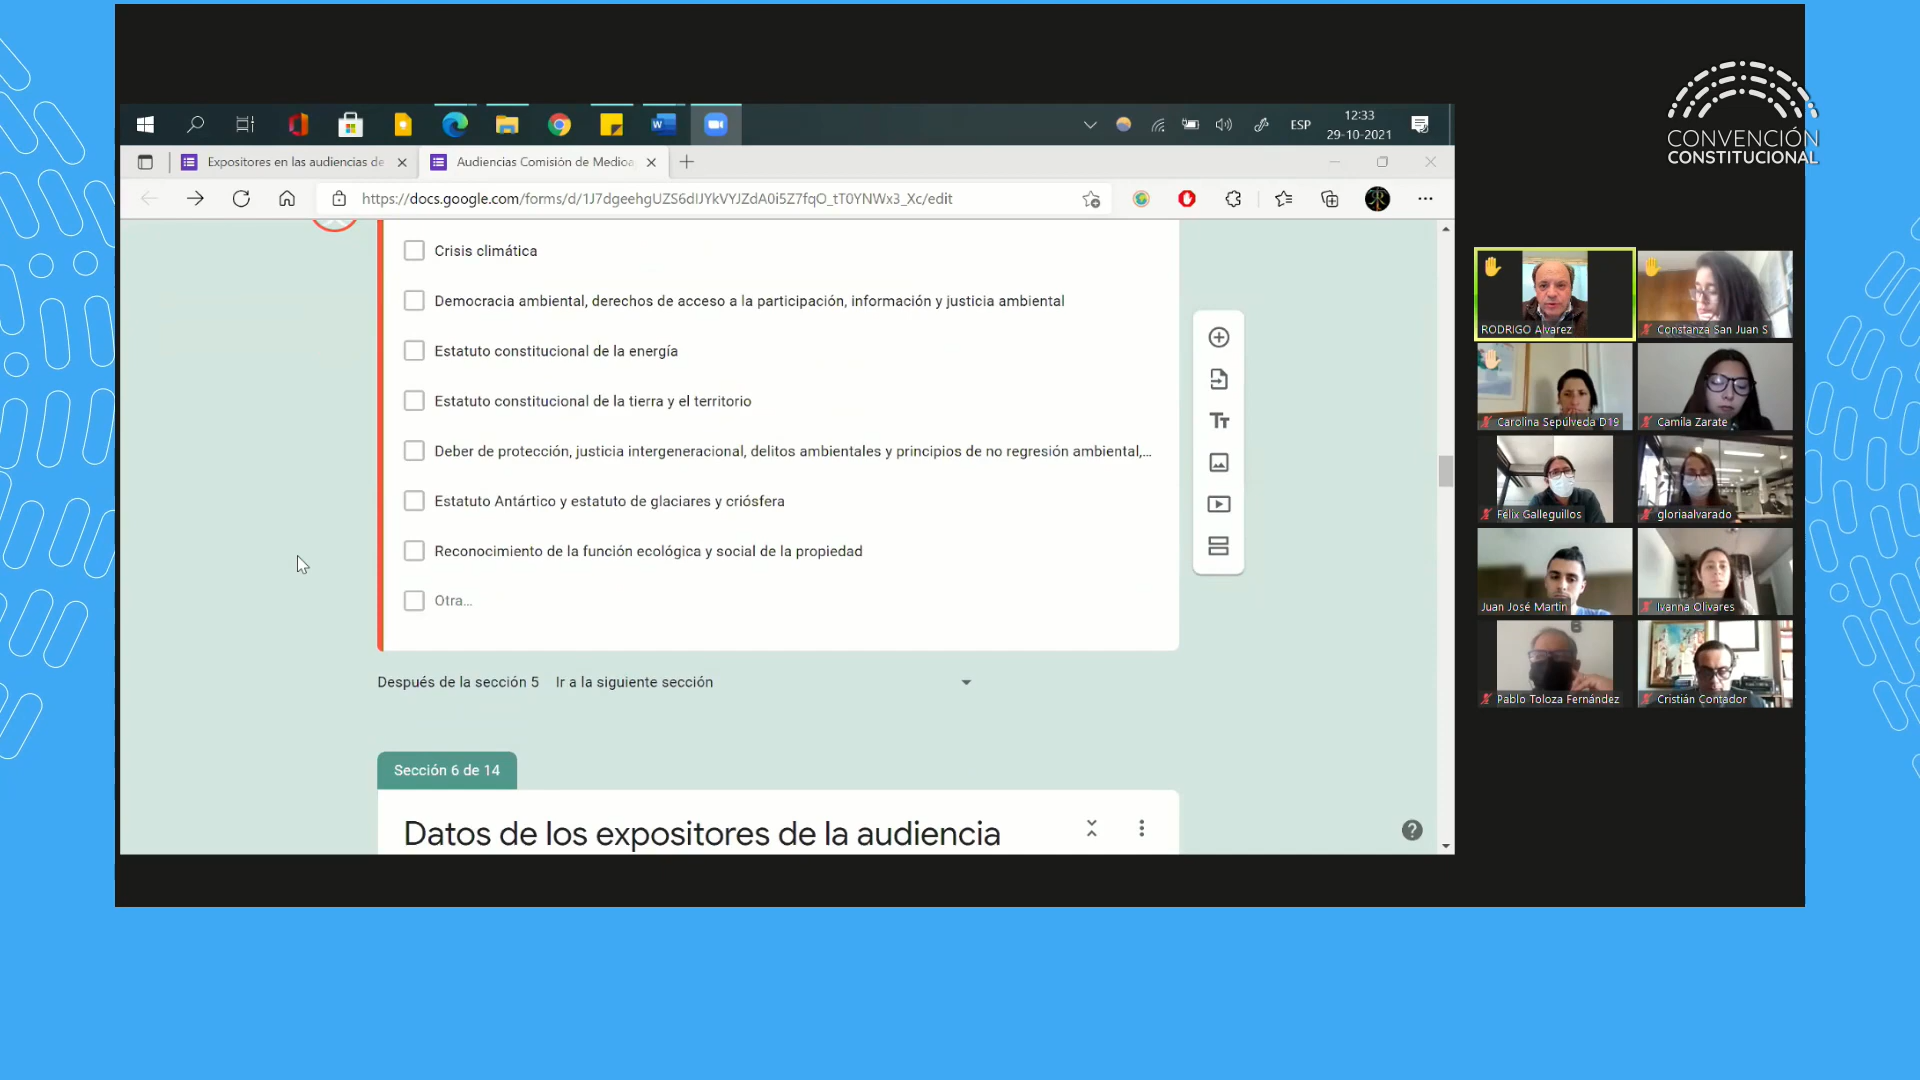 12:33
ESP
29-10-2021
CONVENCIÓN
CONSTITUCIONAL
Expositores en las audiencias de
Audiencias Comisión de Medioa
https://docs.google.com/forms/d/1J7dgeehgUZS6dIJYkVYJZdA0i5Z7fqO_tT0YNWx3_Xc/edit
Crisis climática
Democracia ambiental, derechos de acceso a la participación, información y justicia ambiental
Estatuto constitucional de la energía
Estatuto constitucional de la tierra y el territorio
Deber de protección, justicia intergeneracional, delitos ambientales y principios de no regresión ambiental,...
Estatuto Antártico y estatuto de glaciares y criósfera
Reconocimiento de la función ecológica y social de la propiedad
Otra...
Después de la sección 5 Ir a la siguiente sección
Sección 6 de 14
Datos de los expositores de la audiencia
RODRIGO Alvarez
Constanza San Juan S
Carolina Sepúlveda D19
Camila Zarate
Félix Galleguillos
gloriaalvarado
Juan José Martin
Ivanna Olivares
Pablo Toloza Fernández
Cristián Contador